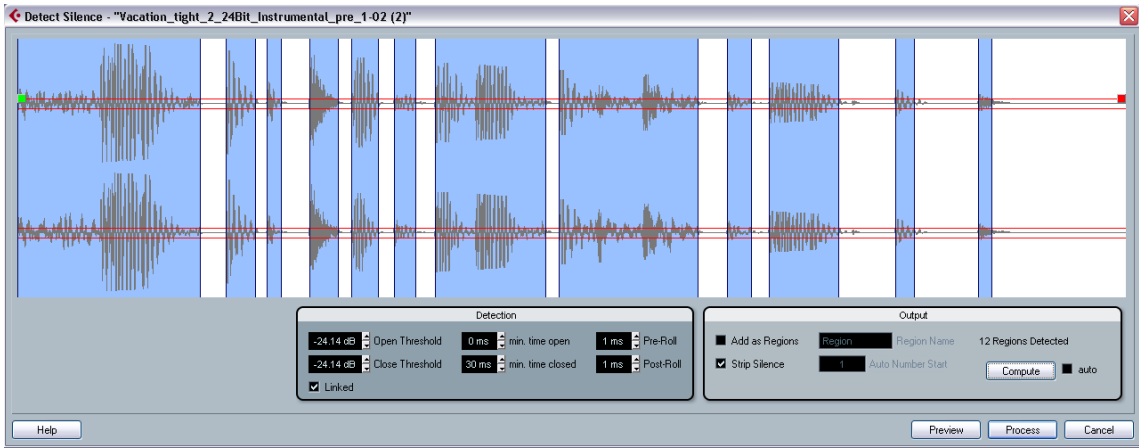 Detect Silence - "Vacation_tight_2_24Bit_Instrumental_pre_1-02 (2)"
Detection
-24.14 dB Open Threshold 0 ms min. time open 1 ms Pre-Roll
-24.14 dB Close Threshold 30 ms min. time closed 1 ms Post-Roll
Linked
Output
Add as Regions Region Region Name 12 Regions Detected
Strip Silence 1 Auto Number Start
Compute auto
Help Preview Process Cancel